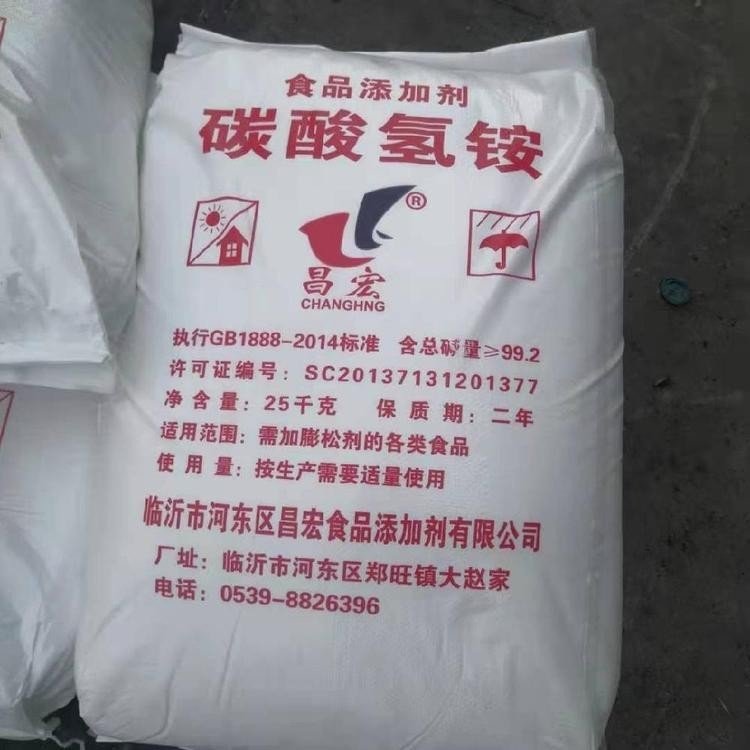 食品添加剂
碳酸氢铵
®
昌宏
CHANGHNG
执行GB1888-2014标准 含总碱量≥99.2
许可证编号：SC20137131201377
净含量：25千克 保质期：二年
适用范围：需加膨松剂的各类食品
使用量：按生产需要适量使用
临沂市河东区昌宏食品添加剂有限公司
厂址：临沂市河东区郑旺镇大赵家
电话：0539-8826396